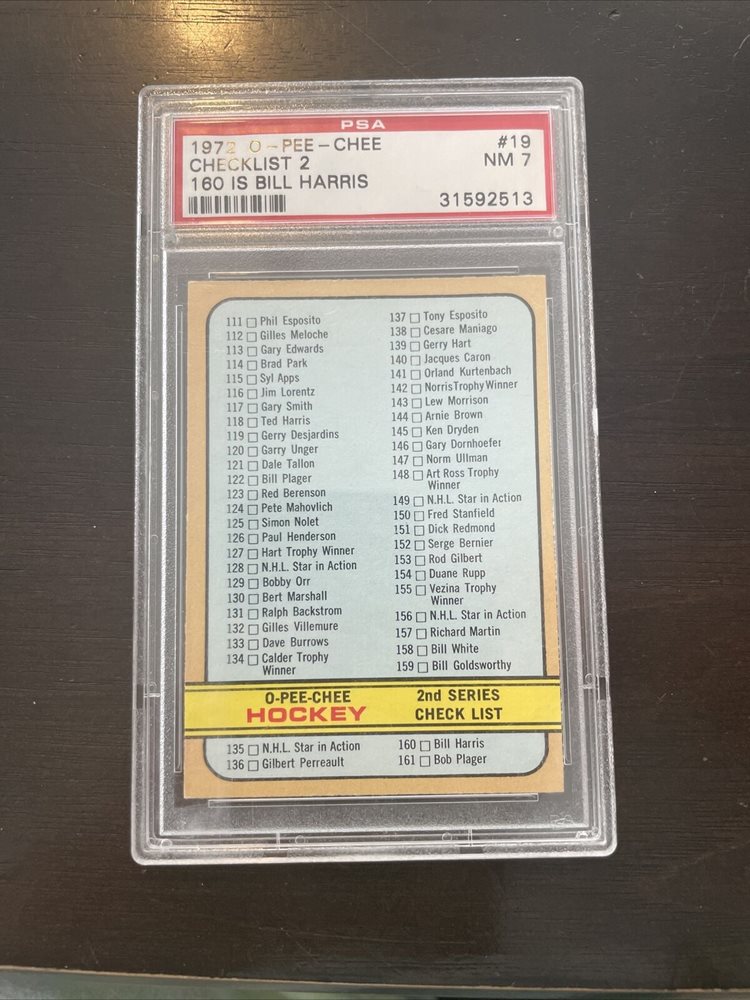 PSA
1972 O-PEE-CHEE #19
CHECKLIST 2 NM 7
160 IS BILL HARRIS
31592513
111 Phil Esposito
112 Gilles Meloche
113 Gary Edwards
114 Brad Park
115 Syl Apps
116 Jim Lorentz
117 Gary Smith
118 Ted Harris
119 Gerry Desjardins
120 Garry Unger
121 Dale Tallon
122 Bill Plager
123 Red Berenson
124 Pete Mahovlich
125 Simon Nolet
126 Paul Henderson
127 Hart Trophy Winner
128 N.H.L. Star in Action
129 Bobby Orr
130 Bert Marshall
131 Ralph Backstrom
132 Gilles Villemure
133 Dave Burrows
134 Calder Trophy
Winner
137 Tony Esposito
138 Cesare Maniago
139 Gerry Hart
140 Jacques Caron
141 Orland Kurtenbach
142 Norris Trophy Winner
143 Lew Morrison
144 Arnie Brown
145 Ken Dryden
146 Gary Dornhoefer
147 Norm Ullman
148 Art Ross Trophy
Winner
149 N.H.L. Star in Action
150 Fred Stanfield
151 Dick Redmond
152 Serge Bernier
153 Rod Gilbert
154 Duane Rupp
155 Vezina Trophy
Winner
156 N.H.L. Star in Action
157 Richard Martin
158 Bill White
159 Bill Goldsworthy
O-PEE-CHEE
HOCKEY
2nd SERIES
CHECK LIST
135 N.H.L. Star in Action
136 Gilbert Perreault
160 Bill Harris
161 Bob Plager